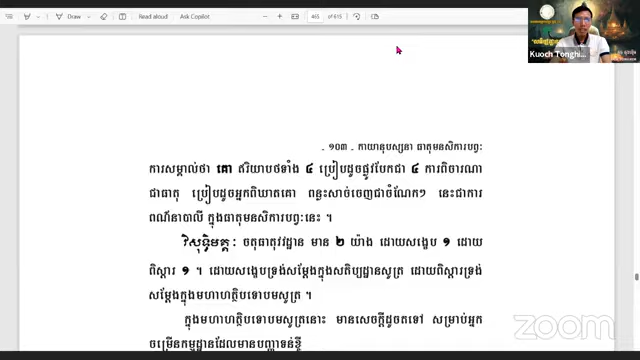 Draw
Read aloud
Ask Copilot
465
of 615
Kuoch Tonghi...
- ១០៣ - កាយានុបស្សនា ធាតុមនសិការបព្វៈ
ការសម្គាល់ថា គោ ឥរិយាបថទាំង ៤ ប្រៀបដូចផ្លូវបែកជា ៤ ការពិចារណា
ជាធាតុ ប្រៀបដូចអ្នកពិឃាតគោ ពន្លះសាច់ចេញជាចំណែកៗ នេះជាការ
ពណ៌នាបាលី ក្នុងធាតុមនសិការបព្វៈនេះ ។
វិសុទ្ធិមគ្គ: ចតុធាតុវវដ្ឋាន មាន ២ យ៉ាង ដោយសង្ខេប ១ ដោយ
ពិស្តារ ១ ។ ដោយសង្ខេបទ្រង់សម្តែងក្នុងសតិប្បដ្ឋានសូត្រ ដោយពិស្តារទ្រង់
សម្តែងក្នុងមហាហត្ថិបទោបមសូត្រ ។
ក្នុងមហាហត្ថិបទោបមសូត្រនោះ មានសេចក្តីដូចតទៅ សម្រាប់អ្នក
ចម្រើនកម្មដ្ឋានដែលមានបញ្ញាទន់ខ្ចី
zoom